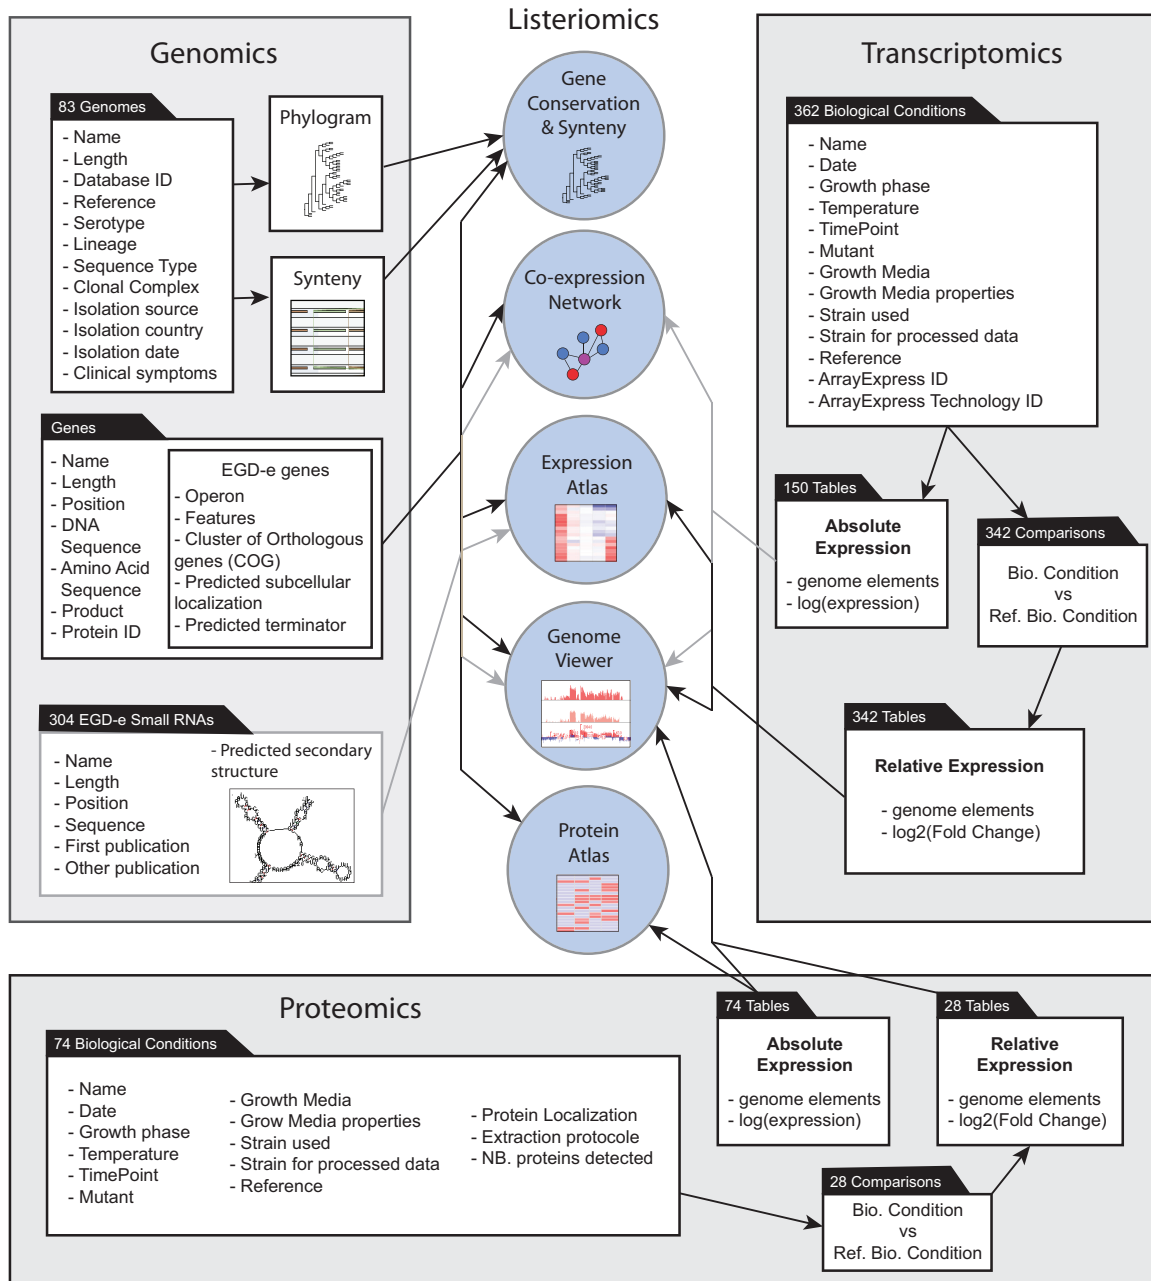 Listeriomics
Genomics
83 Genomes
- Name
- Length
- Database ID
- Reference
- Serotype
- Lineage
- Sequence Type
- Clonal Complex
- Isolation source
- Isolation country
- Isolation date
- Clinical symptoms
Phylogram
Synteny
Genes
- Name
- Length
- Position
- DNA
Sequence
- Amino Acid
Sequence
- Product
- Protein ID
EGD-e genes
- Operon
- Features
- Cluster of Orthologous
genes (COG)
- Predicted subcellular
localization
- Predicted terminator
304 EGD-e Small RNAs
- Name
- Length
- Position
- Sequence
- First publication
- Other publication
- Predicted secondary
structure
Gene
Conservation
& Synteny
Co-expression
Network
Expression
Atlas
Genome
Viewer
Protein
Atlas
Transcriptomics
362 Biological Conditions
- Name
- Date
- Growth phase
- Temperature
- TimePoint
- Mutant
- Growth Media
- Growth Media properties
- Strain used
- Strain for processed data
- Reference
- ArrayExpress ID
- ArrayExpress Technology ID
150 Tables
Absolute
Expression
- genome elements
- log(expression)
342 Comparisons
Bio. Condition
vs
Ref. Bio. Condition
342 Tables
Relative Expression
- genome elements
- log2(Fold Change)
Proteomics
74 Biological Conditions
- Name
- Date
- Growth phase
- Temperature
- TimePoint
- Mutant
- Growth Media
- Grow Media properties
- Strain used
- Strain for processed data
- Reference
- Protein Localization
- Extraction protocole
- NB. proteins detected
74 Tables
Absolute
Expression
- genome elements
- log(expression)
28 Tables
Relative
Expression
- genome elements
- log2(Fold Change)
28 Comparisons
Bio. Condition
vs
Ref. Bio. Condition